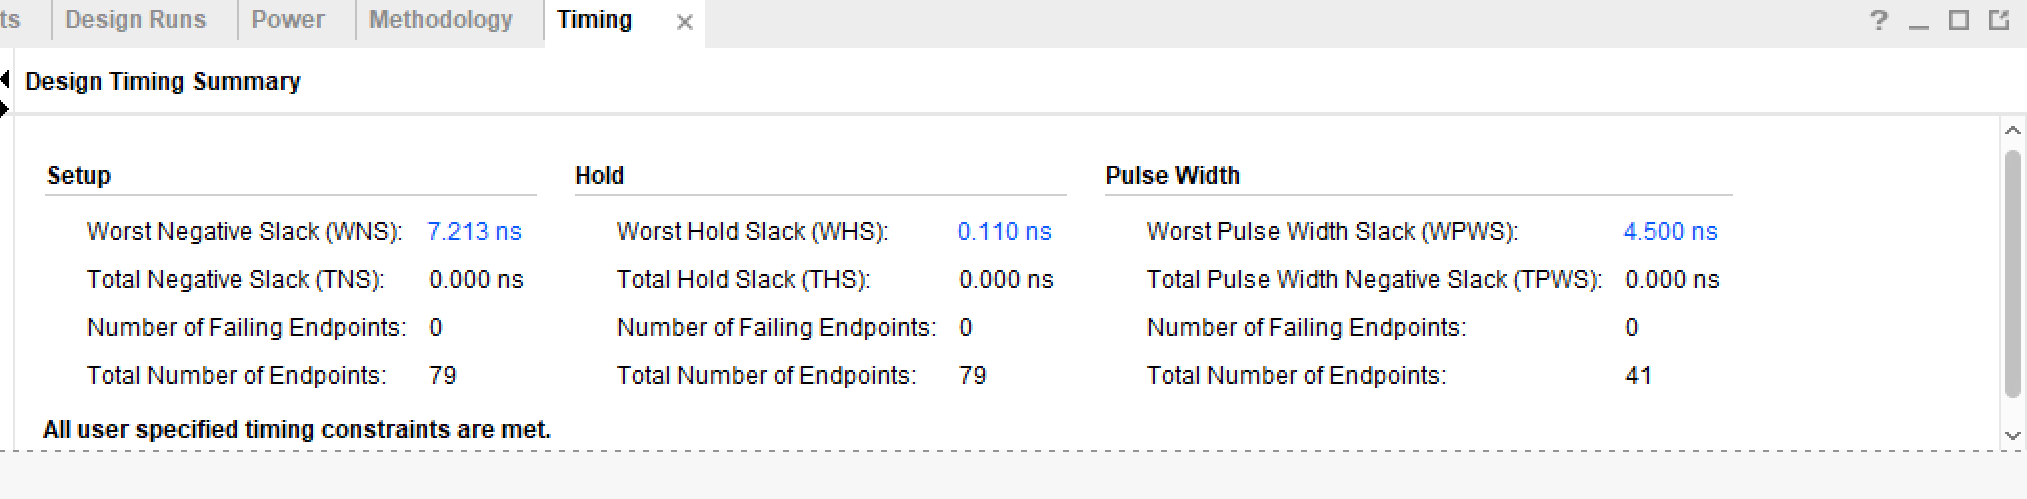 ts Design Runs Power Methodology Timing × ?
Design Timing Summary
Setup Hold Pulse Width
Worst Negative Slack (WNS): 7.213 ns Worst Hold Slack (WHS): 0.110 ns Worst Pulse Width Slack (WPWS): 4.500 ns
Total Negative Slack (TNS): 0.000 ns Total Hold Slack (THS): 0.000 ns Total Pulse Width Negative Slack (TPWS): 0.000 ns
Number of Failing Endpoints: 0 Number of Failing Endpoints: 0 Number of Failing Endpoints: 0
Total Number of Endpoints: 79 Total Number of Endpoints: 79 Total Number of Endpoints: 41
All user specified timing constraints are met.